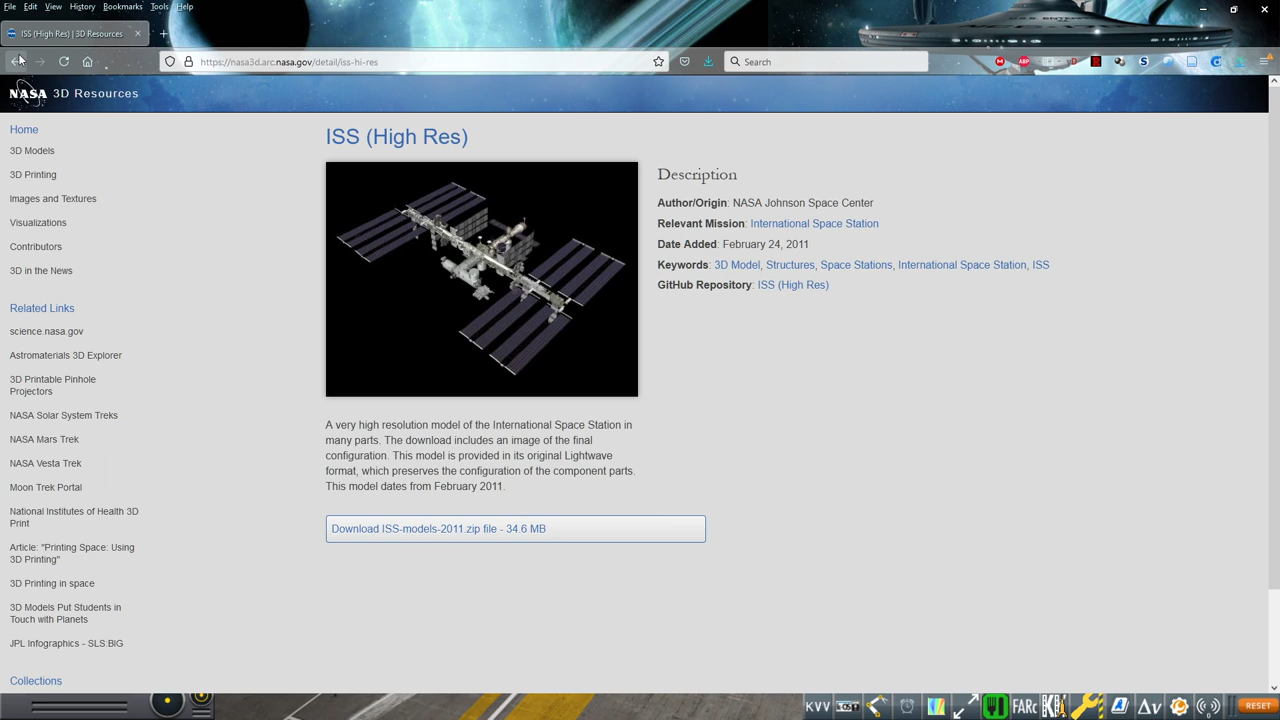 File Edit View History Bookmarks Tools Help
ISS (High Res) | 3D Resources
https://nasa3d.arc.nasa.gov/detail/iss-hi-res
Search
NASA 3D Resources
Home
3D Models
3D Printing
Images and Textures
Visualizations
Contributors
3D in the News
Related Links
science.nasa.gov
Astromaterials 3D Explorer
3D Printable Pinhole
Projectors
NASA Solar System Treks
NASA Mars Trek
NASA Vesta Trek
Moon Trek Portal
National Institutes of Health 3D
Print
Article: "Printing Space: Using
3D Printing"
3D Printing in space
3D Models Put Students in
Touch with Planets
JPL Infographics - SLS:BIG
Collections
ISS (High Res)
Description
Author/Origin: NASA Johnson Space Center
Relevant Mission: International Space Station
Date Added: February 24, 2011
Keywords: 3D Model, Structures, Space Stations, International Space Station, ISS
GitHub Repository: ISS (High Res)
A very high resolution model of the International Space Station in
many parts. The download includes an image of the final
configuration. This model is provided in its original Lightwave
format, which preserves the configuration of the component parts.
This model dates from February 2011.
Download ISS-models-2011.zip file - 34.6 MB
KVV FARc Δv RESET